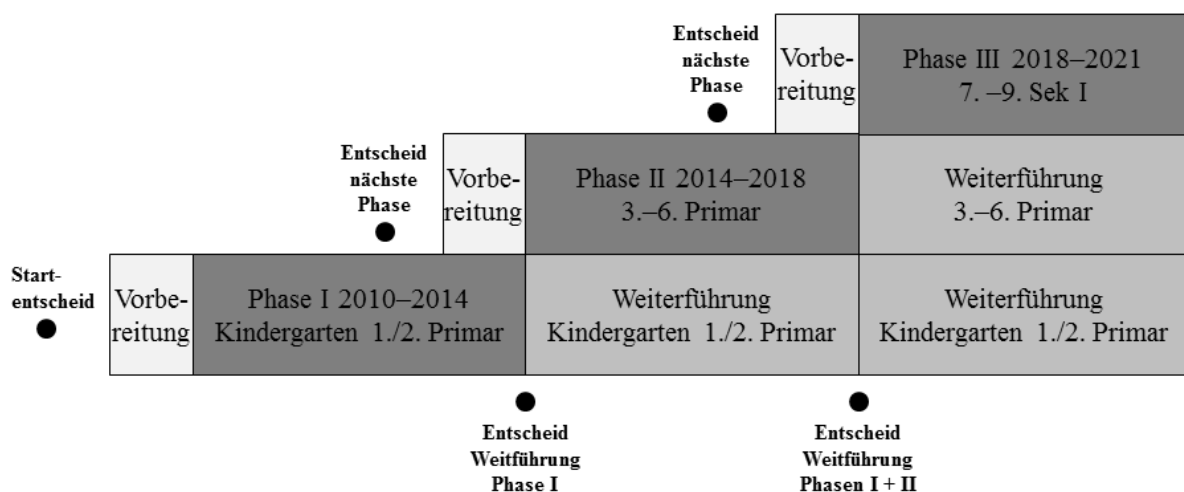 Entscheid
nächste
Phase
Vorbe-
reitung
Phase III 2018–2021
7. –9. Sek I
Entscheid
nächste
Phase
Vorbe-
reitung
Phase II 2014–2018
3.–6. Primar
Weiterführung
3.–6. Primar
Start-
entscheid
Vorbe-
reitung
Phase I 2010–2014
Kindergarten 1./2. Primar
Weiterführung
Kindergarten 1./2. Primar
Weiterführung
Kindergarten 1./2. Primar
Entscheid
Weitführung
Phase I
Entscheid
Weitführung
Phasen I + II